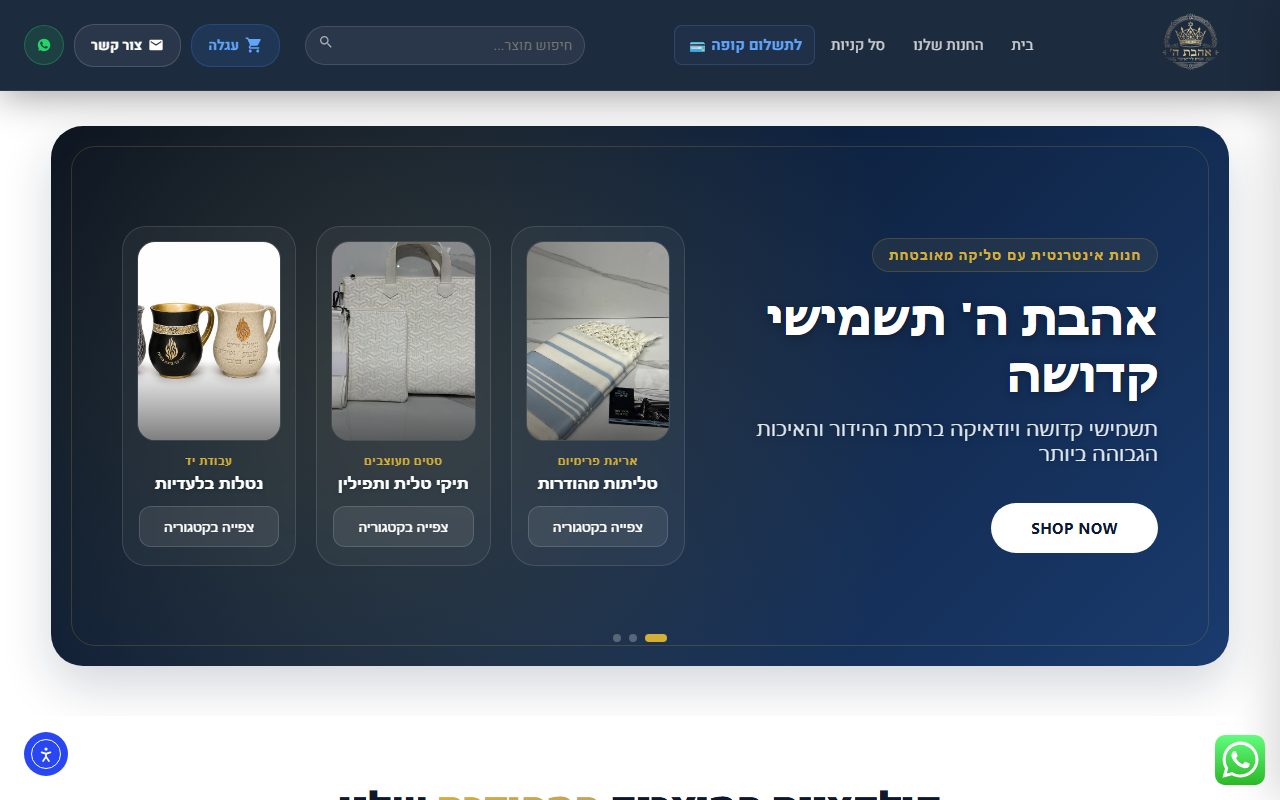 אהבת ה'
בית
החנות שלנו
סל קניות
לתשלום קופה
חיפוש מוצר...
עגלה
צור קשר
חנות אינטרנטית עם סליקה מאובטחת
אהבת ה' תשמישי
קדושה
תשמישי קדושה ויודאיקה ברמת ההידור והאיכות
הגבוהה ביותר
SHOP NOW
אריגת פרימיום
טליתות מהודרות
צפייה בקטגוריה
סטים מעוצבים
תיקי טלית ותפילין
צפייה בקטגוריה
עבודת יד
נטלות בלעדיות
צפייה בקטגוריה